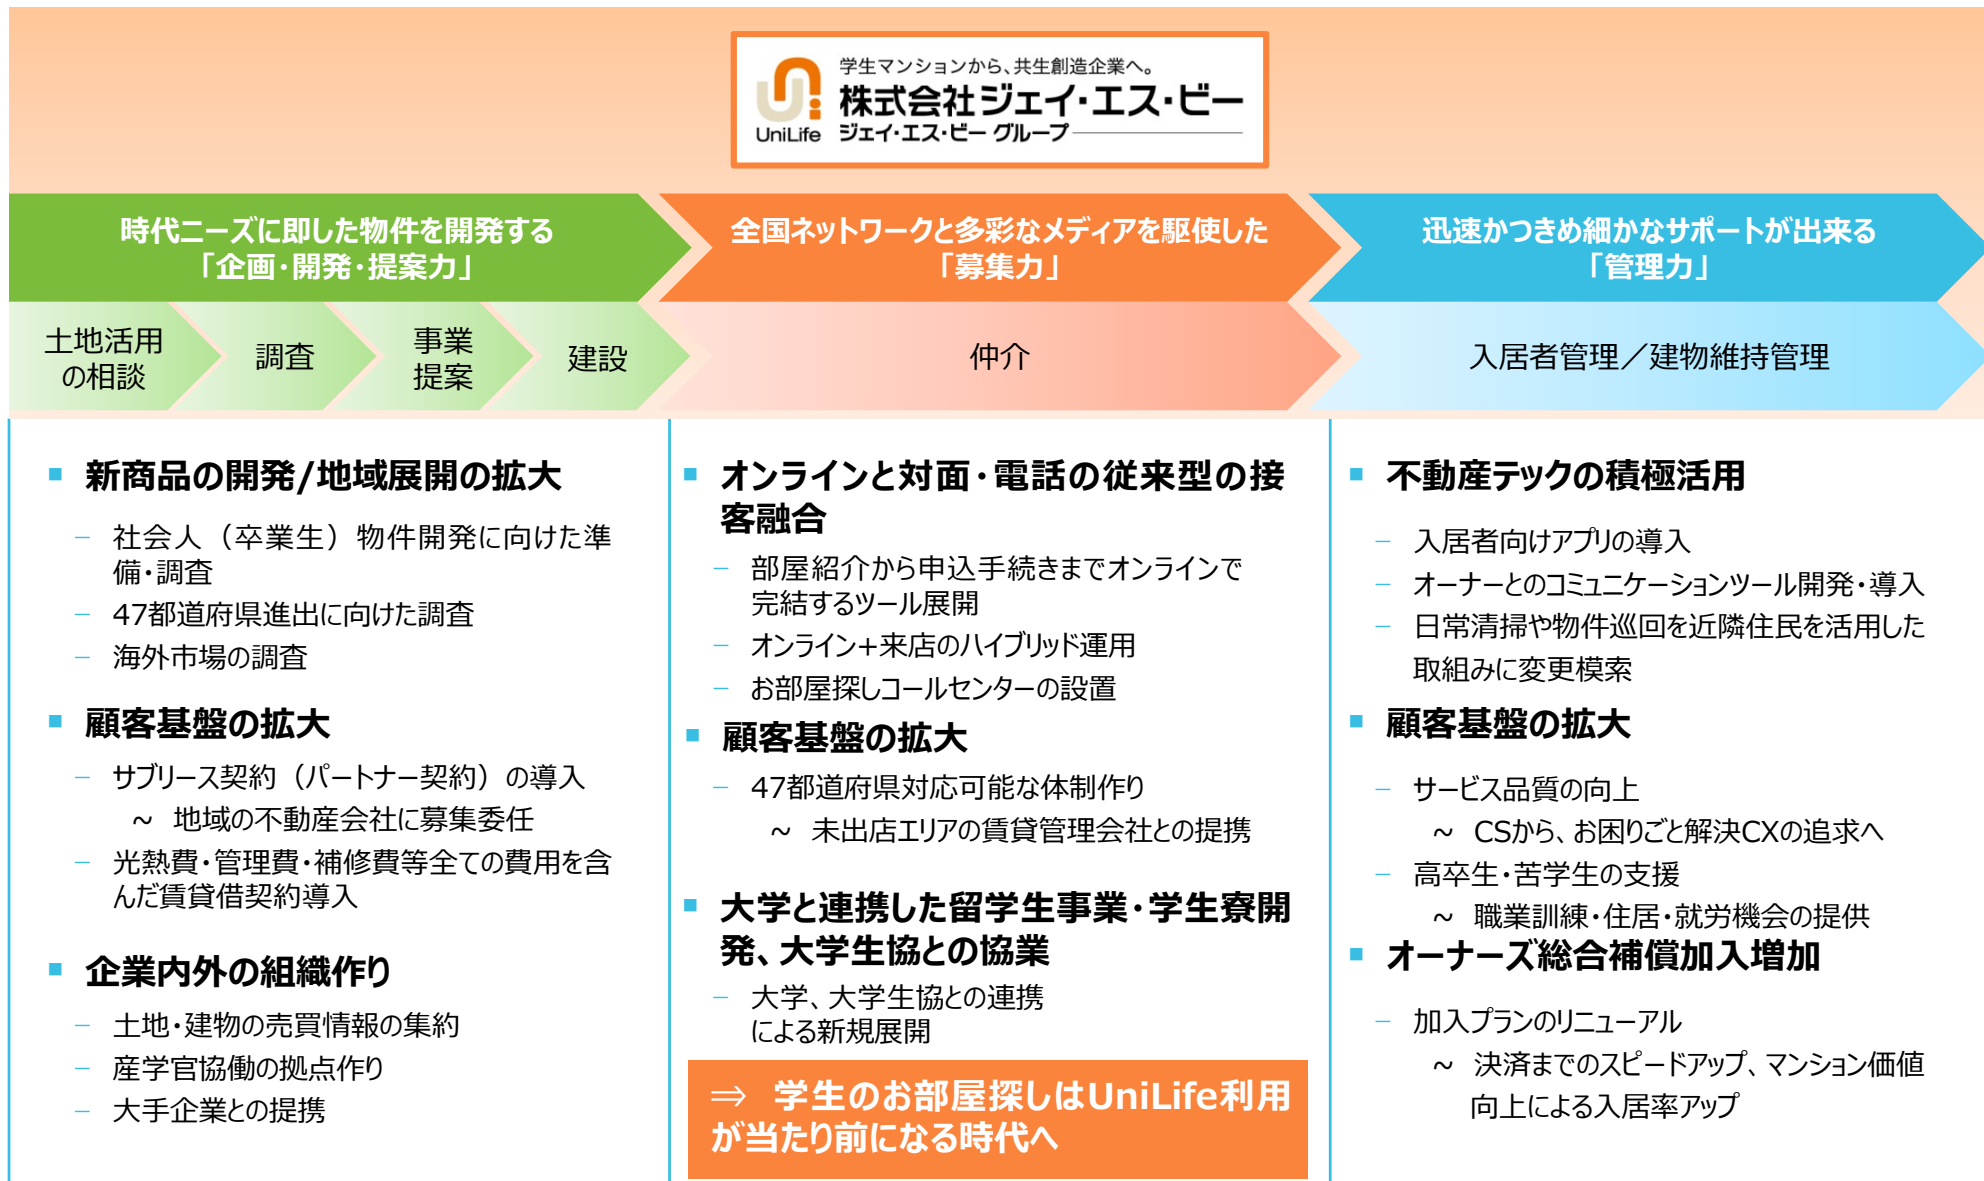 学生マンションから、共生創造企業へ。
株式会社ジェイ・エス・ビー
UniLife ジェイ・エス・ビー グループ
時代ニーズに即した物件を開発する
「企画・開発・提案力」
全国ネットワークと多彩なメディアを駆使した
「募集力」
迅速かつきめ細かなサポートが出来る
「管理力」
土地活用
の相談
調査
事業
提案
建設
仲介
入居者管理／建物維持管理
▪ 新商品の開発/地域展開の拡大
– 社会人（卒業生）物件開発に向けた準
備・調査
– 47都道府県進出に向けた調査
– 海外市場の調査
▪ 顧客基盤の拡大
– サブリース契約（パートナー契約）の導入
~ 地域の不動産会社に募集委任
– 光熱費・管理費・補修費等全ての費用を含
んだ賃貸借契約導入
▪ 企業内外の組織作り
– 土地・建物の売買情報の集約
– 産学官協働の拠点作り
– 大手企業との提携
▪ オンラインと対面・電話の従来型の接
客融合
– 部屋紹介から申込手続きまでオンラインで
完結するツール展開
– オンライン+来店のハイブリッド運用
– お部屋探しコールセンターの設置
▪ 顧客基盤の拡大
– 47都道府県対応可能な体制作り
~ 未出店エリアの賃貸管理会社との提携
▪ 大学と連携した留学生事業・学生寮開
発、大学生協との協業
– 大学、大学生協との連携
による新規展開
⇒ 学生のお部屋探しはUniLife利用
が当たり前になる時代へ
▪ 不動産テックの積極活用
– 入居者向けアプリの導入
– オーナーとのコミュニケーションツール開発・導入
– 日常清掃や物件巡回を近隣住民を活用した
取組みに変更模索
▪ 顧客基盤の拡大
– サービス品質の向上
~ CSから、お困りごと解決CXの追求へ
– 高卒生・苦学生の支援
~ 職業訓練・住居・就労機会の提供
▪ オーナーズ総合補償加入増加
– 加入プランのリニューアル
~ 決済までのスピードアップ、マンション価値
向上による入居率アップ